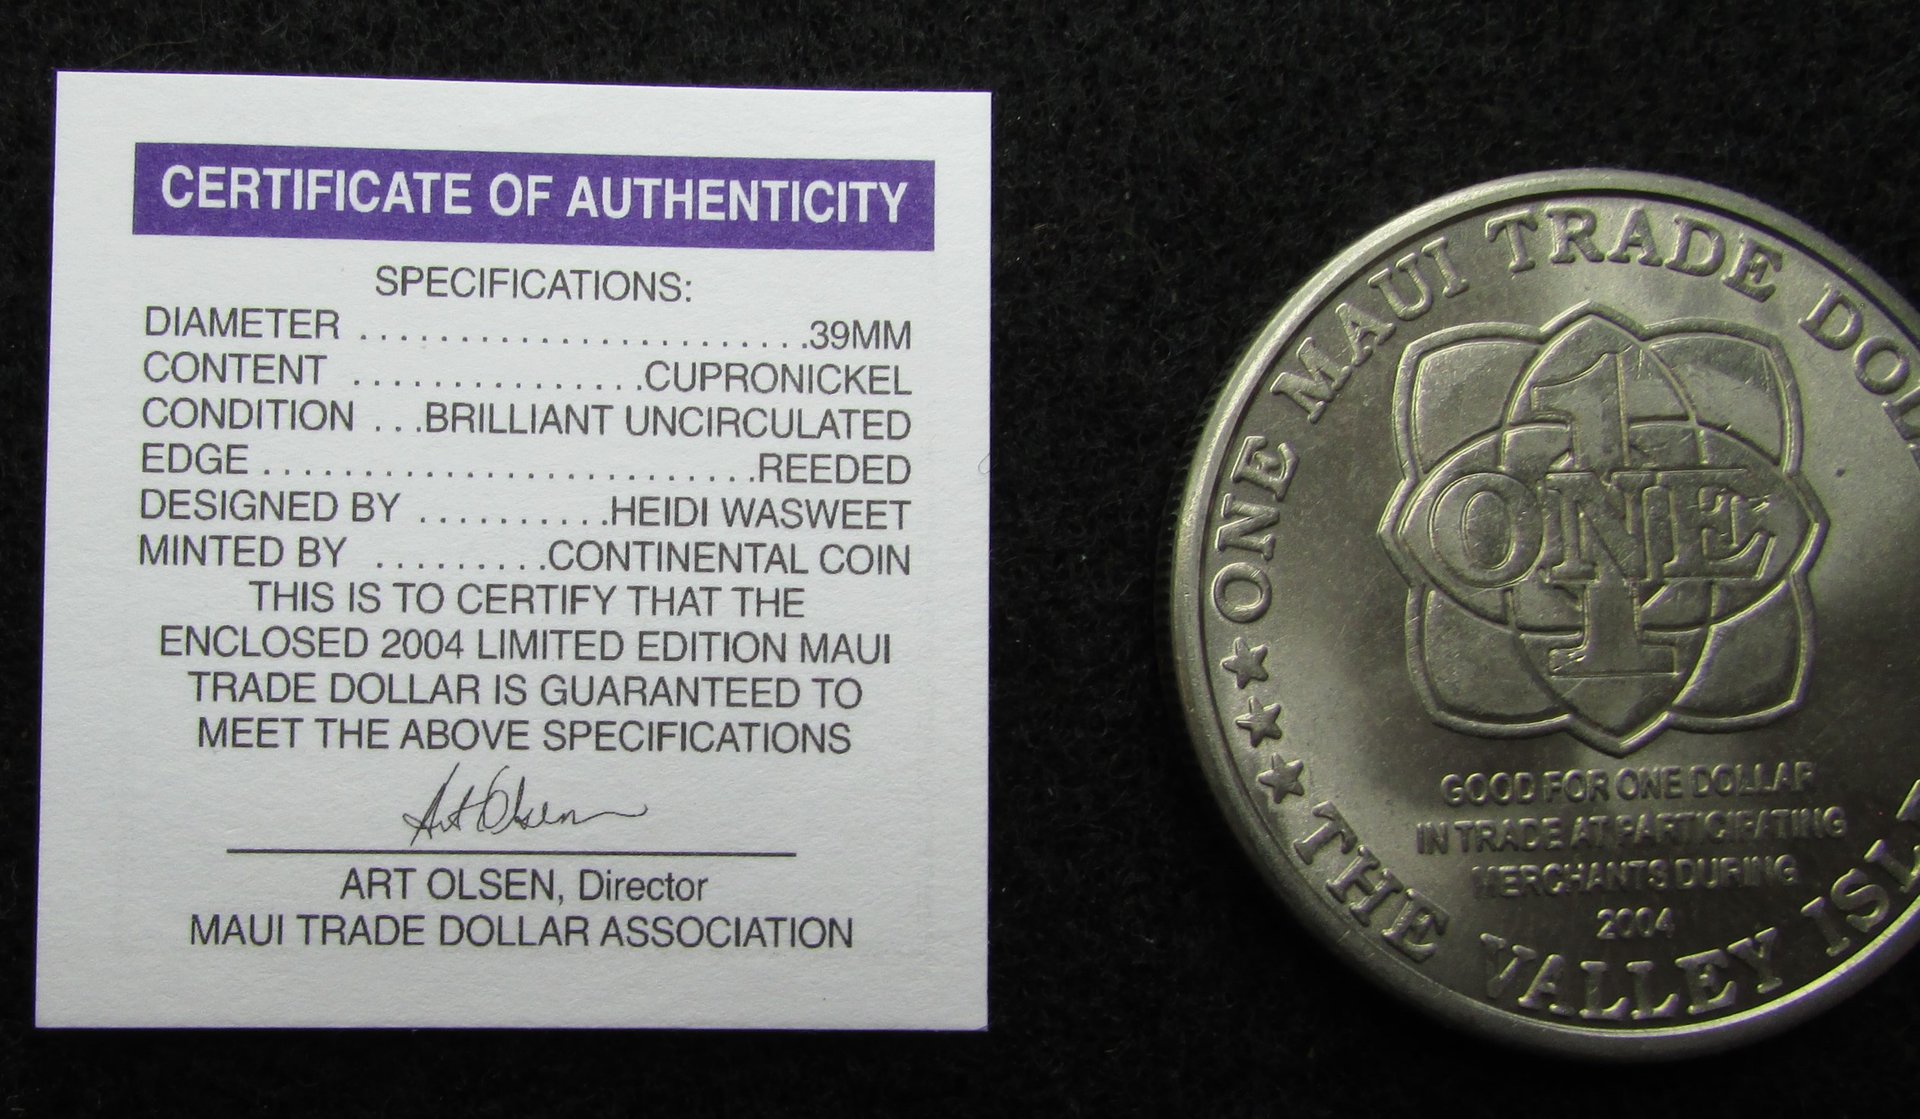 CERTIFICATE OF AUTHENTICITY
SPECIFICATIONS:
DIAMETER .......................39MM
CONTENT ...............CUPRONICKEL
CONDITION ...BRILLIANT UNCIRCULATED
EDGE.........................REEDED
DESIGNED BY ..........HEIDI WASWEET
MINTED BY .........CONTINENTAL COIN
THIS IS TO CERTIFY THAT THE
ENCLOSED 2004 LIMITED EDITION MAUI
TRADE DOLLAR IS GUARANTEED TO
MEET THE ABOVE SPECIFICATIONS
Art Olsen
ART OLSEN, Director
MAUI TRADE DOLLAR ASSOCIATION
ONE MAUI TRADE
1
ONE
GOOD FOR ONE DOLLAR
IN TRADE AT PARTICIPATING
MERCHANTS DURING
2004
THE VALLEY